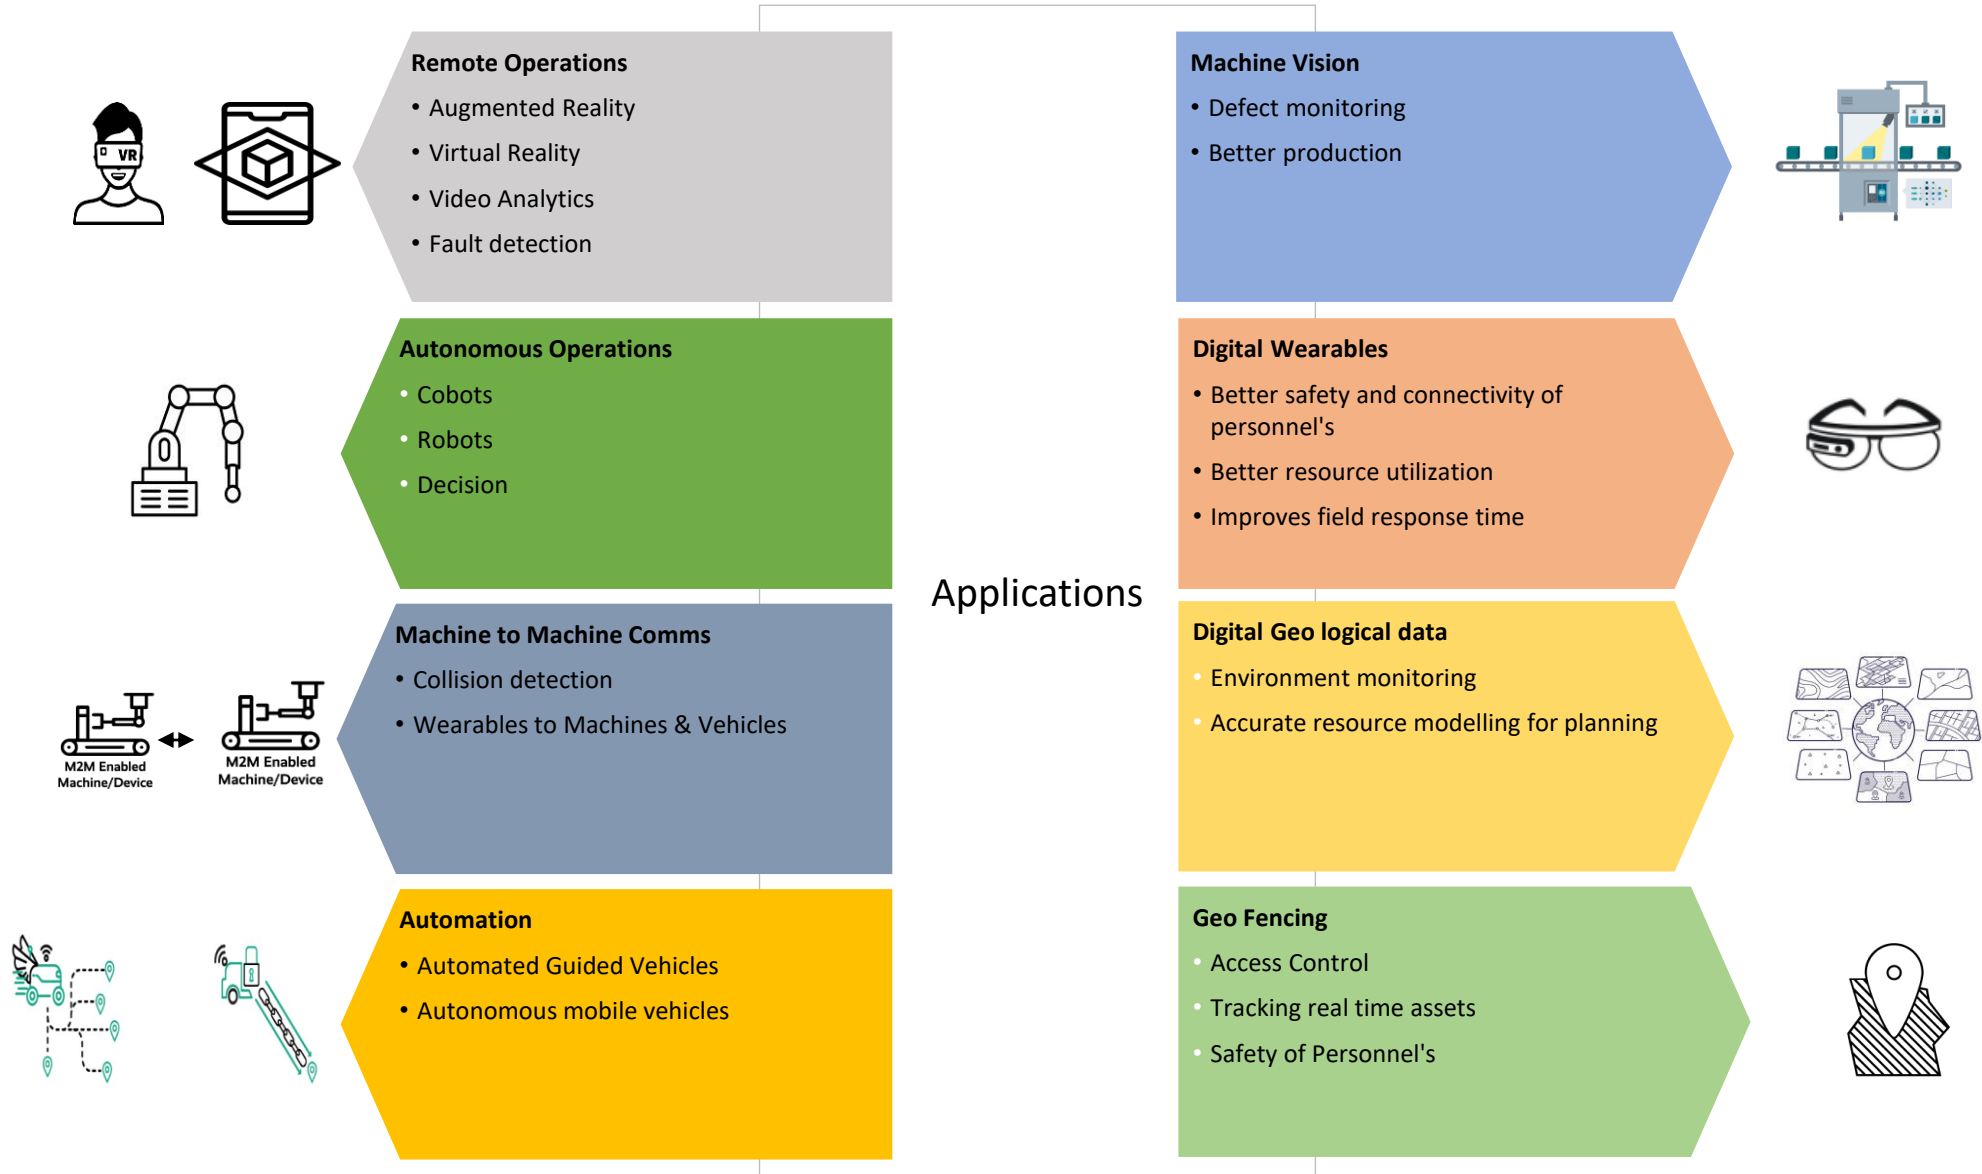 Remote Operations
• Augmented Reality
• Virtual Reality
• Video Analytics
• Fault detection
VR
Autonomous Operations
• Cobots
• Robots
• Decision
Machine to Machine Comms
• Collision detection
• Wearables to Machines & Vehicles
M2M Enabled
Machine/Device
M2M Enabled
Machine/Device
Automation
• Automated Guided Vehicles
• Autonomous mobile vehicles
Applications
Machine Vision
• Defect monitoring
• Better production
Digital Wearables
• Better safety and connectivity of
personnel's
• Better resource utilization
• Improves field response time
Digital Geo logical data
• Environment monitoring
• Accurate resource modelling for planning
Geo Fencing
• Access Control
• Tracking real time assets
• Safety of Personnel's